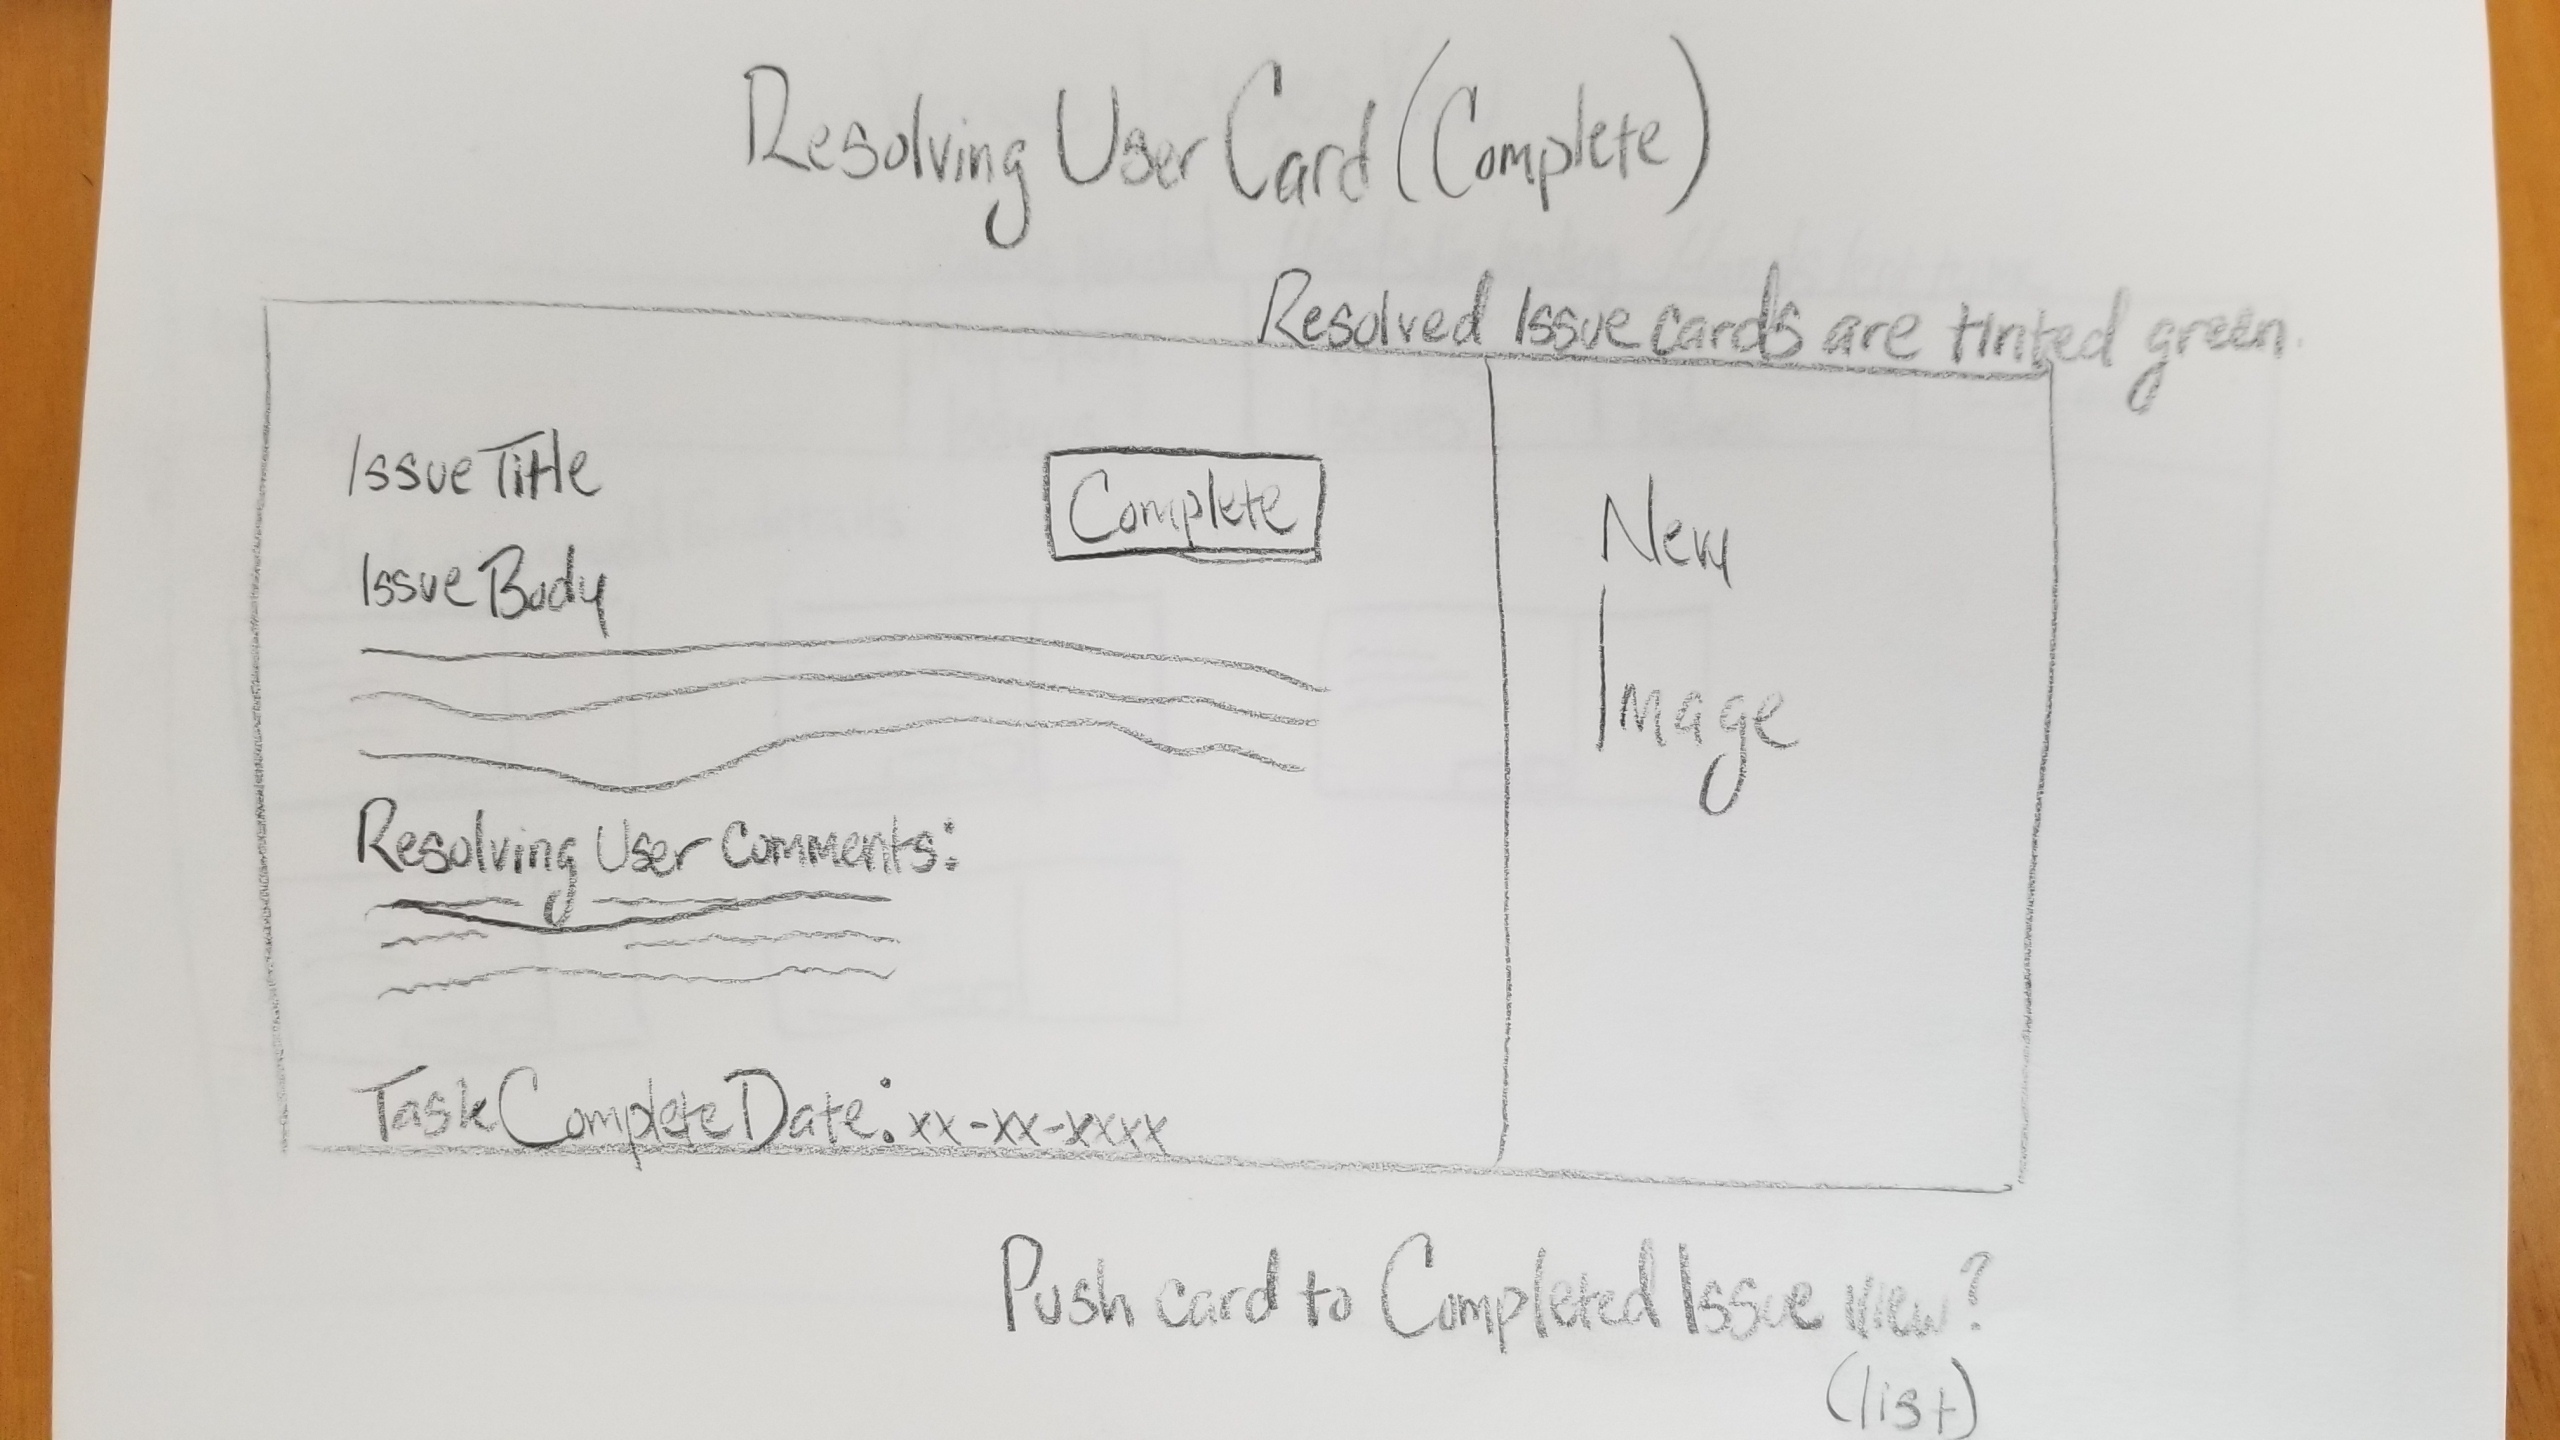 Resolving User Card (Complete)
Resolved Issue cards are tinted green.
Issue Title
Complete
Issue Body
New
Image
Resolving User Comments:
Task Complete Date: xx-xx-xxxx
Push card to Completed Issue view?
(list)